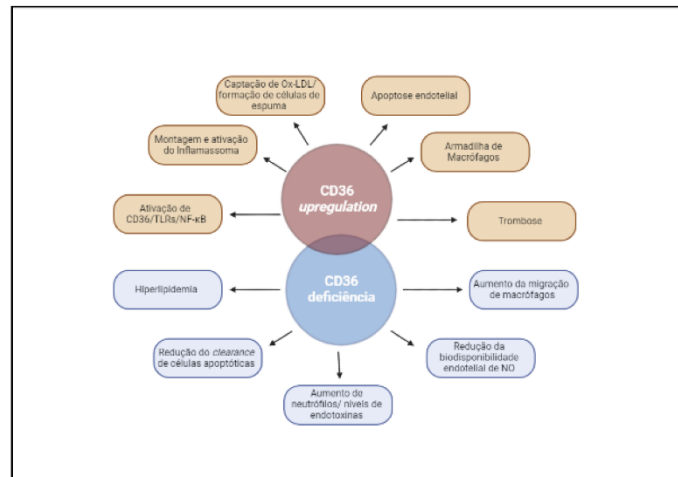 Captação de Ox-LDL/
formação de células de
espuma
Apoptose endotelial
Montagem e ativação
do Inflamassoma
Armadilha de
Macrófagos
CD36
upregulation
Ativação de
CD36/TLRs/NF-κB
Trombose
CD36
deficiência
Hiperlipidemia
Aumento da migração
de macrófagos
Redução do clearance
de células apoptóticas
Redução da
biodisponibilidade
endotelial de NO
Aumento de
neutrófilos/ níveis de
endotoxinas